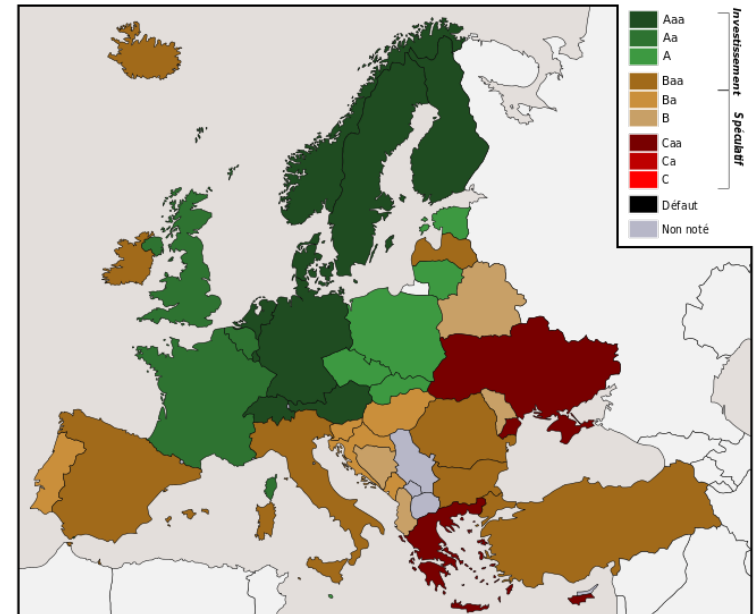 Aaa
Aa
A
Baa
Ba
B
Caa
Ca
C
Défaut
Non noté
Investissement
Spéculatif